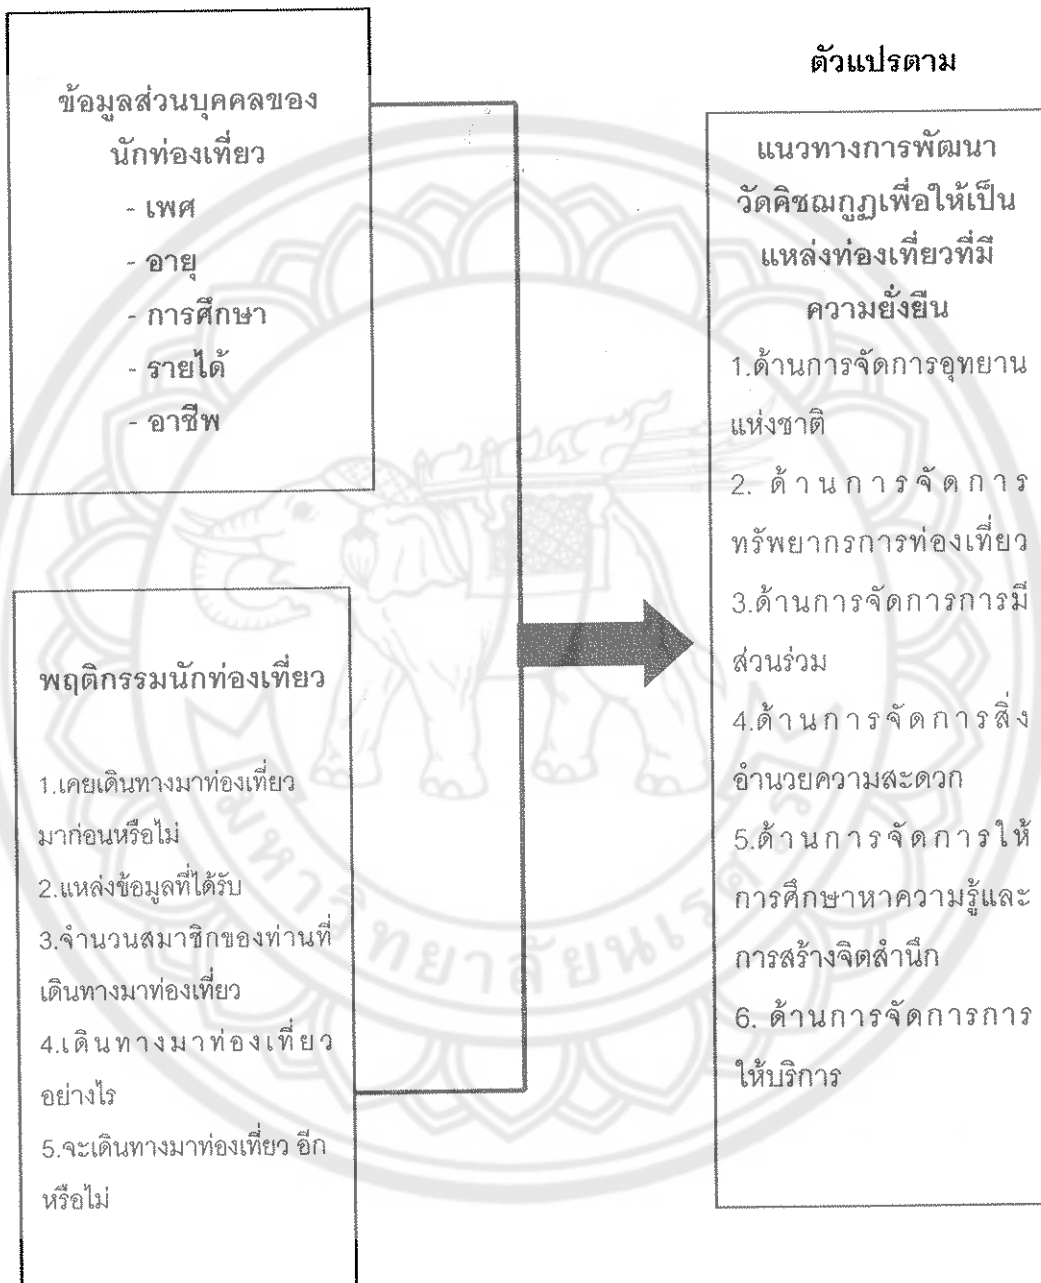 ข้อมูลส่วนบุคคลของ
นักท่องเที่ยว
- เพศ
- อายุ
- การศึกษา
- รายได้
- อาชีพ
พฤติกรรมนักท่องเที่ยว
1.เคยเดินทางมาท่องเที่ยว
มาก่อนหรือไม่
2.แหล่งข้อมูลที่ได้รับ
3.จำนวนสมาชิกของท่านที่
เดินทางมาท่องเที่ยว
4.เดินทางมาท่องเที่ยว
อย่างไร
5.จะเดินทางมาท่องเที่ยว อีก
หรือไม่
ตัวแปรตาม
แนวทางการพัฒนา
วัดคิชฌกูฏเพื่อให้เป็น
แหล่งท่องเที่ยวที่มี
ความยั่งยืน
1.ด้านการจัดการอุทยาน
แห่งชาติ
2. ด้านการจัดการ
ทรัพยากรการท่องเที่ยว
3.ด้านการจัดการการมี
ส่วนร่วม
4.ด้านการจัดการสิ่ง
อำนวยความสะดวก
5.ด้านการจัดการให้
การศึกษาหาความรู้และ
การสร้างจิตสำนึก
6. ด้านการจัดการการ
ให้บริการ
มหาวิทยาลัยนเรศวร